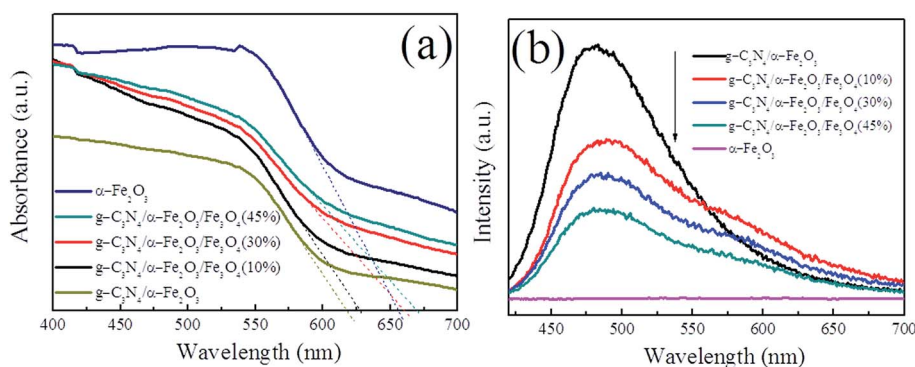 (a)
Absorbance (a.u.)
α−Fe₂O₃
g−C₃N₄/α−Fe₂O₃/Fe₃O₄(45%)
g−C₃N₄/α−Fe₂O₃/Fe₃O₄(30%)
g−C₃N₄/α−Fe₂O₃/Fe₃O₄(10%)
g−C₃N₄/α−Fe₂O₃
400 450 500 550 600 650 700
Wavelength (nm)
(b)
Intensity (a.u.)
g−C₃N₄/α−Fe₂O₃
g−C₃N₄/α−Fe₂O₃/Fe₃O₄(10%)
g−C₃N₄/α−Fe₂O₃/Fe₃O₄(30%)
g−C₃N₄/α−Fe₂O₃/Fe₃O₄(45%)
α−Fe₂O₃
450 500 550 600 650 700
Wavelength (nm)